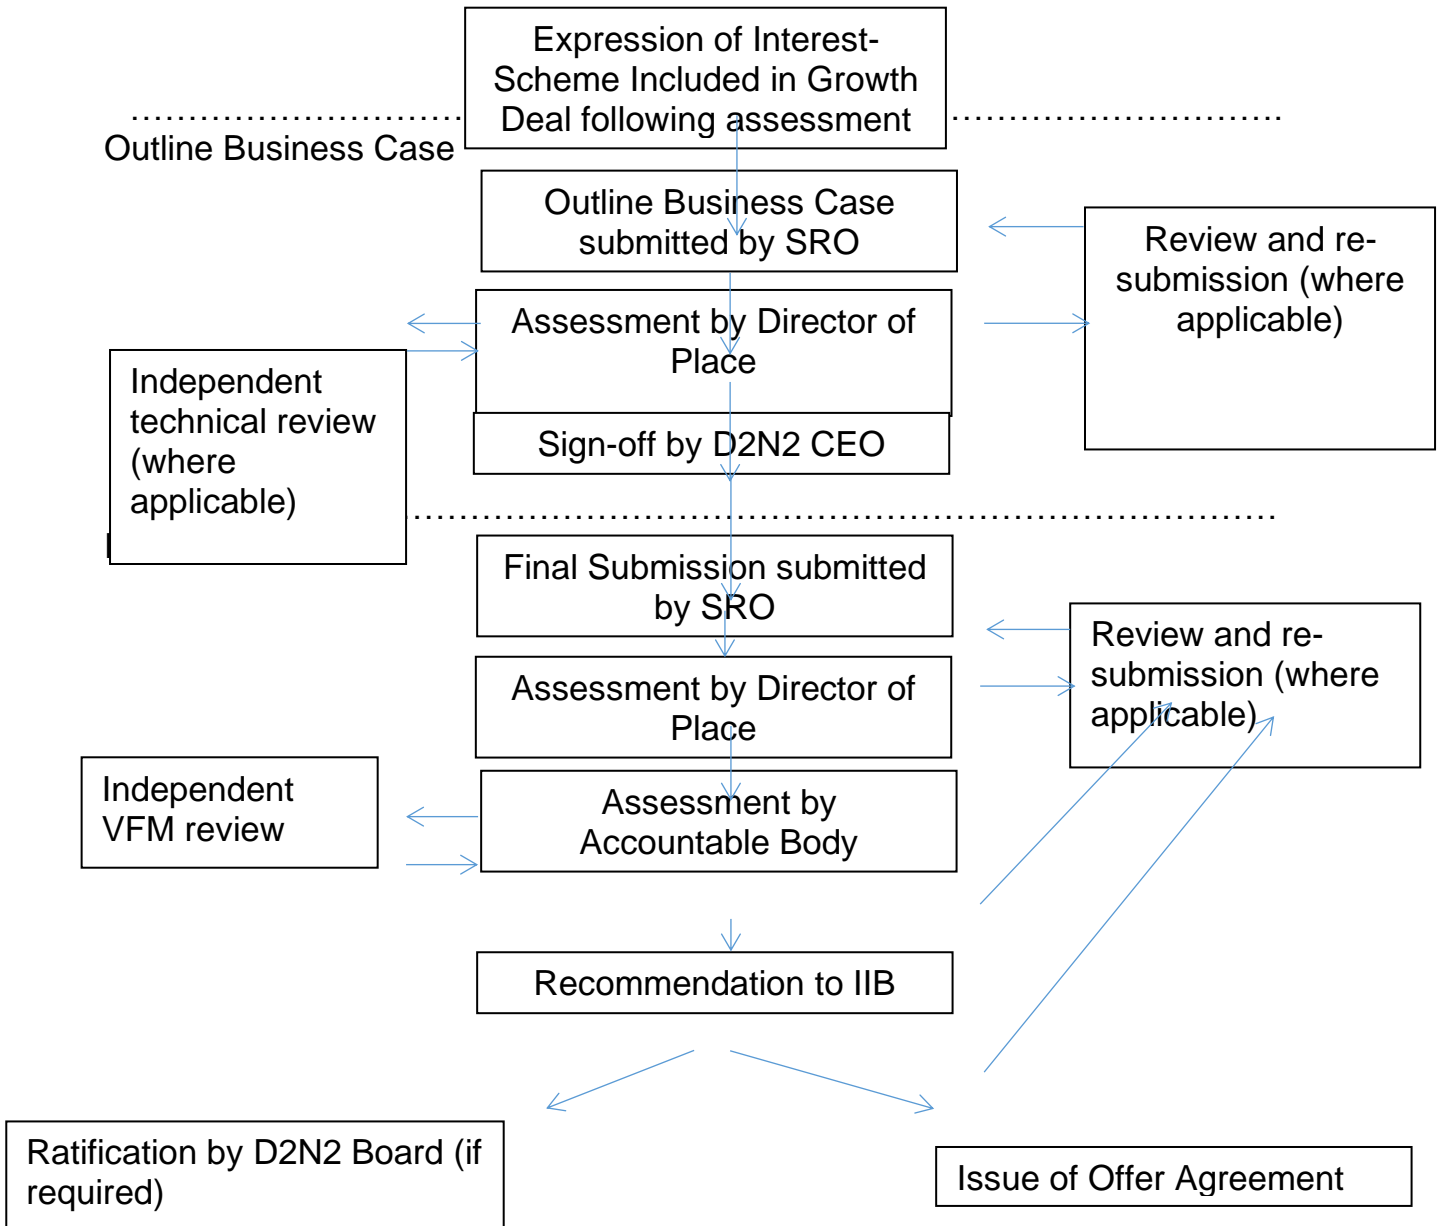 Expression of Interest-
Scheme Included in Growth
Deal following assessment
Outline Business Case
Outline Business Case
submitted by SRO
Review and re-
submission (where
applicable)
Assessment by Director of
Place
Independent
technical review
(where
applicable)
Sign-off by D2N2 CEO
Final Submission submitted
by SRO
Review and re-
submission (where
applicable)
Assessment by Director of
Place
Independent
VFM review
Assessment by
Accountable Body
Recommendation to IIB
Ratification by D2N2 Board (if
required)
Issue of Offer Agreement